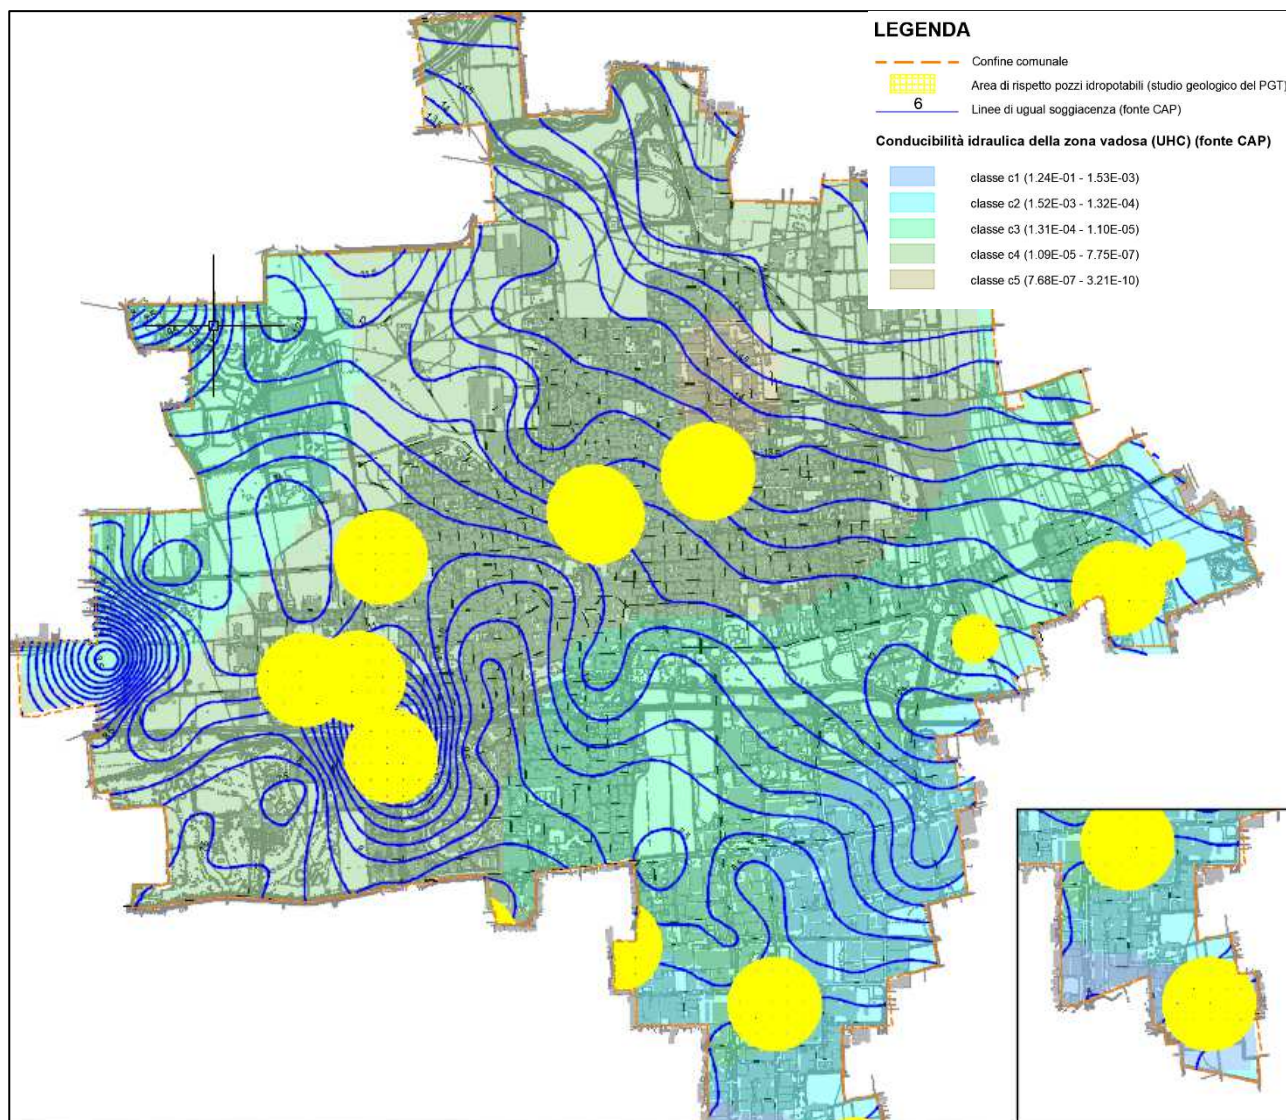 LEGENDA
Confine comunale
Area di rispetto pozzi idropotabili (studio geologico del PGT)
6
Linee di ugual soggiacenza (fonte CAP)
Conducibilità idraulica della zona vadosa (UHC) (fonte CAP)
classe c1 (1.24E-01 - 1.53E-03)
classe c2 (1.52E-03 - 1.32E-04)
classe c3 (1.31E-04 - 1.10E-05)
classe c4 (1.09E-05 - 7.75E-07)
classe c5 (7.68E-07 - 3.21E-10)